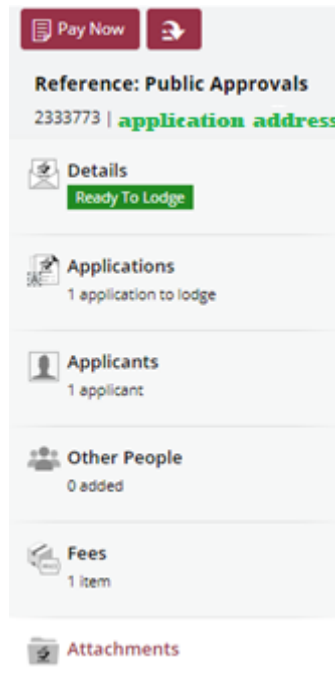 Pay Now
Reference: Public Approvals
2333773 | application address
Details
Ready To Lodge
Applications
1 application to lodge
Applicants
1 applicant
Other People
0 added
Fees
1 item
Attachments